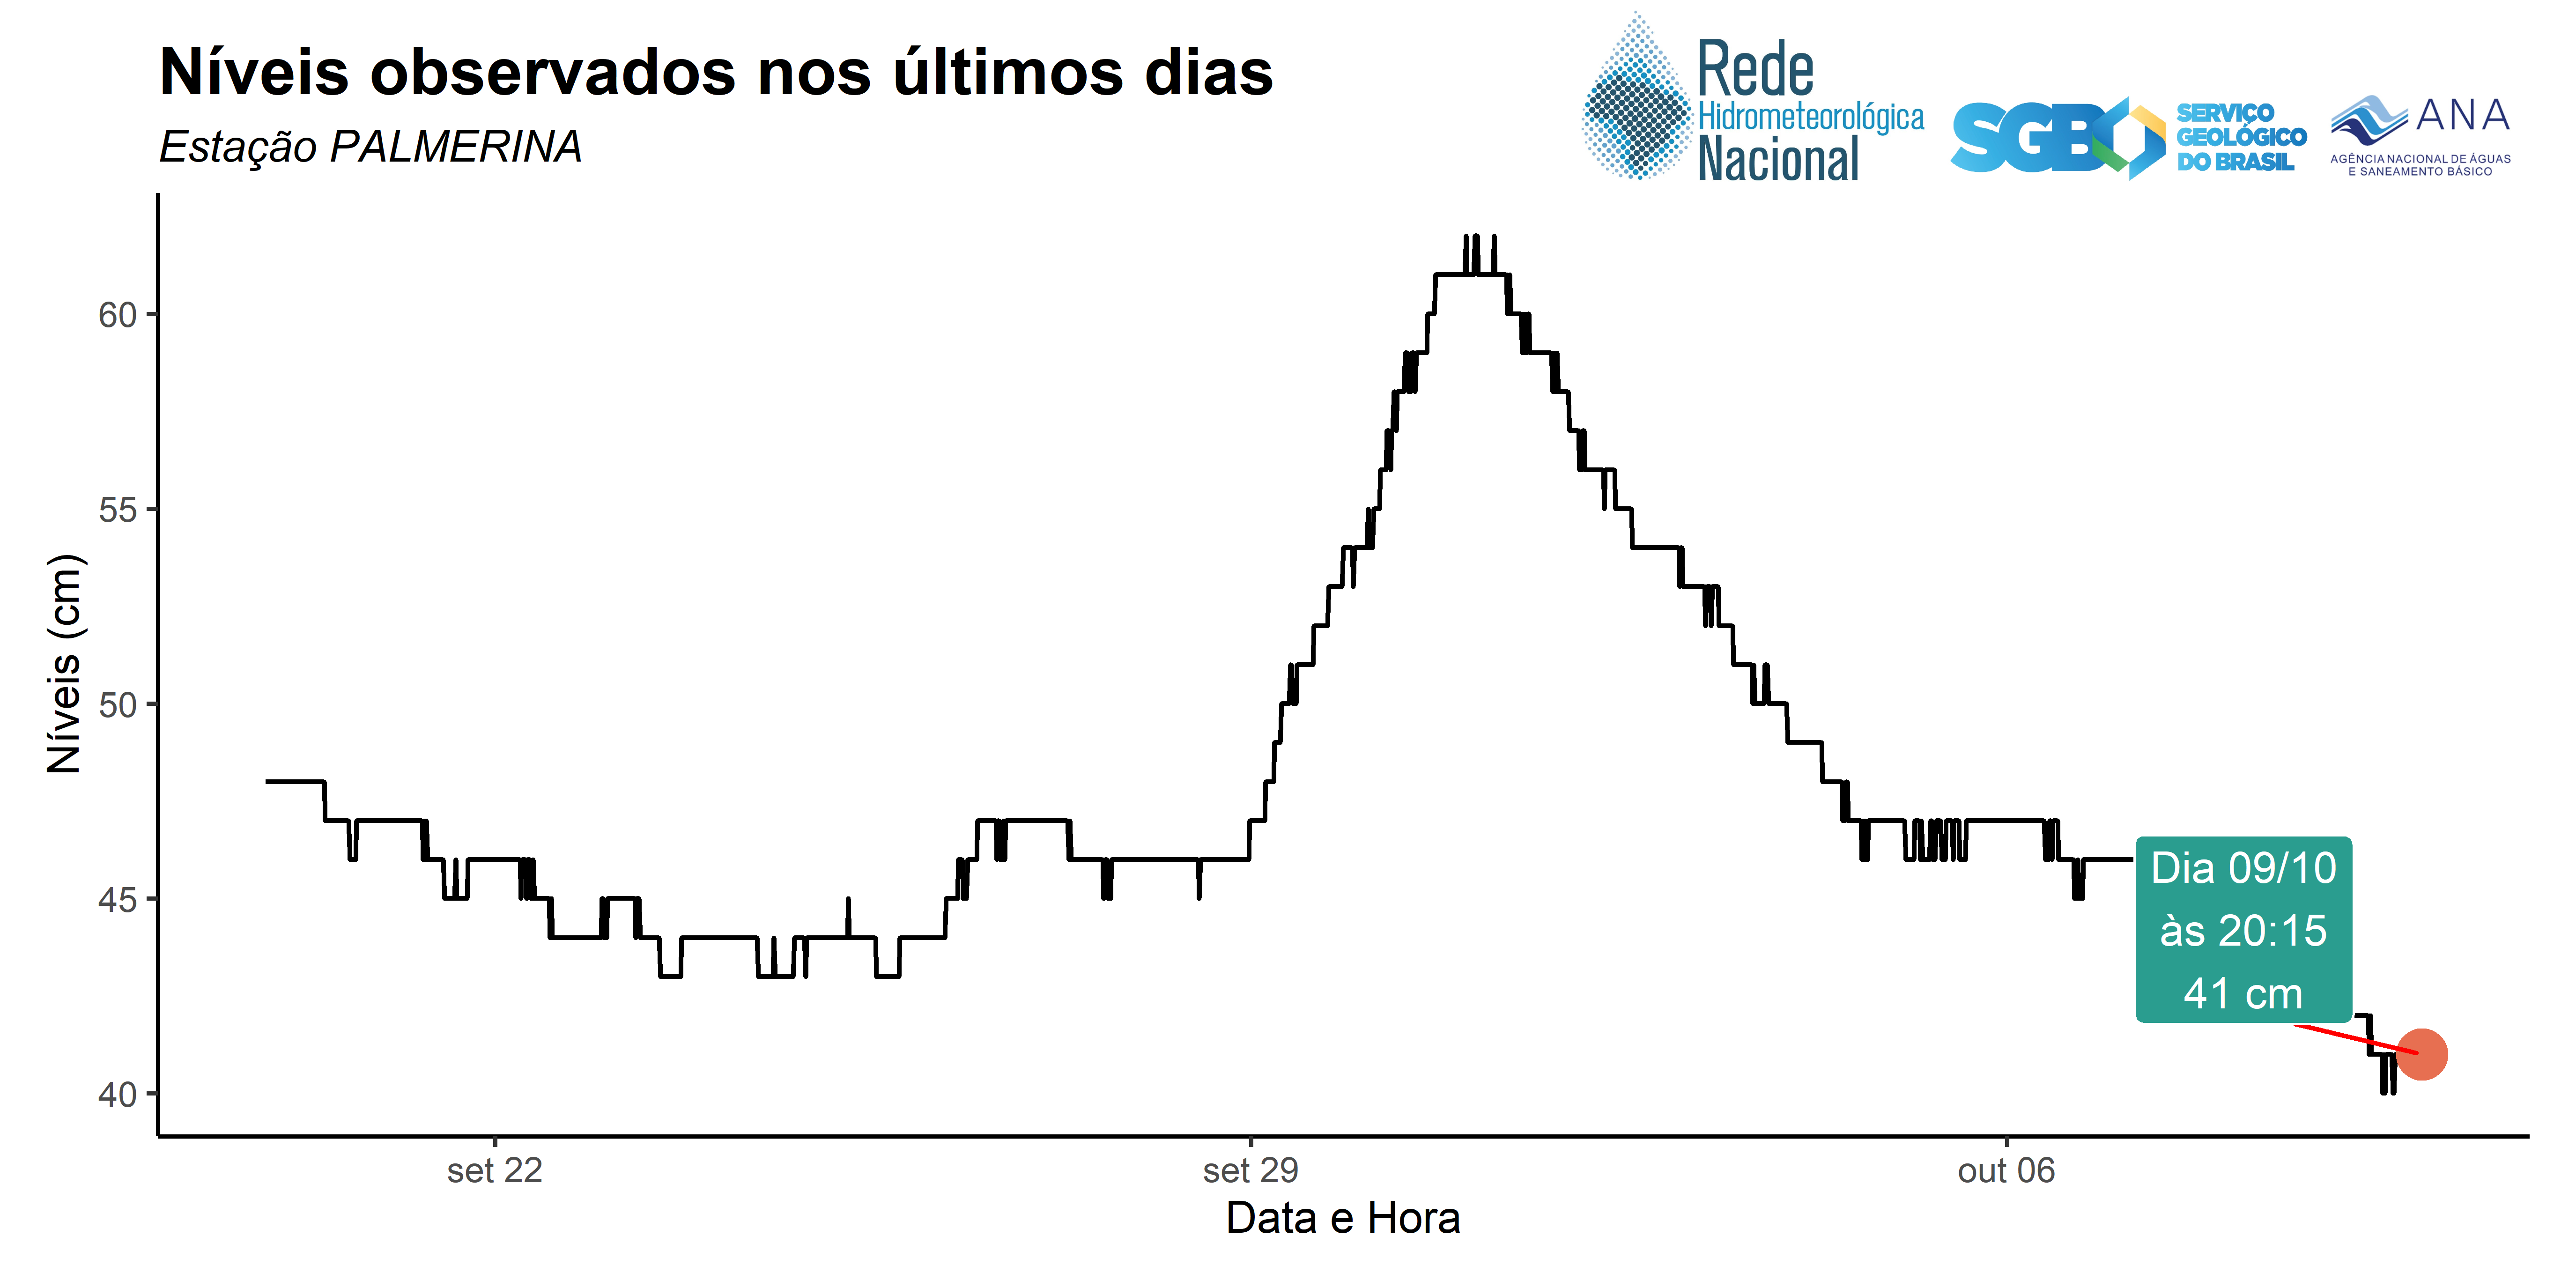 Níveis observados nos últimos dias
Estação PALMERINA
Rede
Hidrometeorológica
Nacional
SGB
SERVIÇO
GEOLÓGICO
DO BRASIL
ANA
AGÊNCIA NACIONAL DE ÁGUAS
E SANEAMENTO BÁSICO
Níveis (cm)
60
55
50
45
40
Dia 09/10
às 20:15
41 cm
set 22
set 29
out 06
Data e Hora